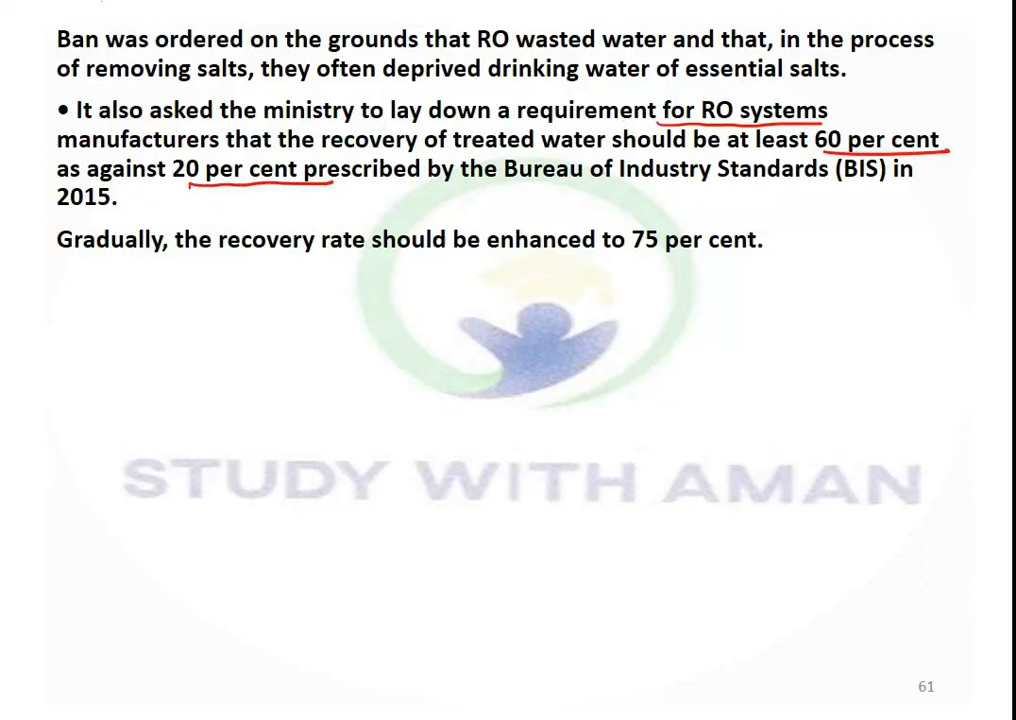 Ban was ordered on the grounds that RO wasted water and that, in the process
of removing salts, they often deprived drinking water of essential salts.
• It also asked the ministry to lay down a requirement for RO systems
manufacturers that the recovery of treated water should be at least 60 per cent
as against 20 per cent prescribed by the Bureau of Industry Standards (BIS) in
2015.
Gradually, the recovery rate should be enhanced to 75 per cent.
STUDY WITH AMAN
61